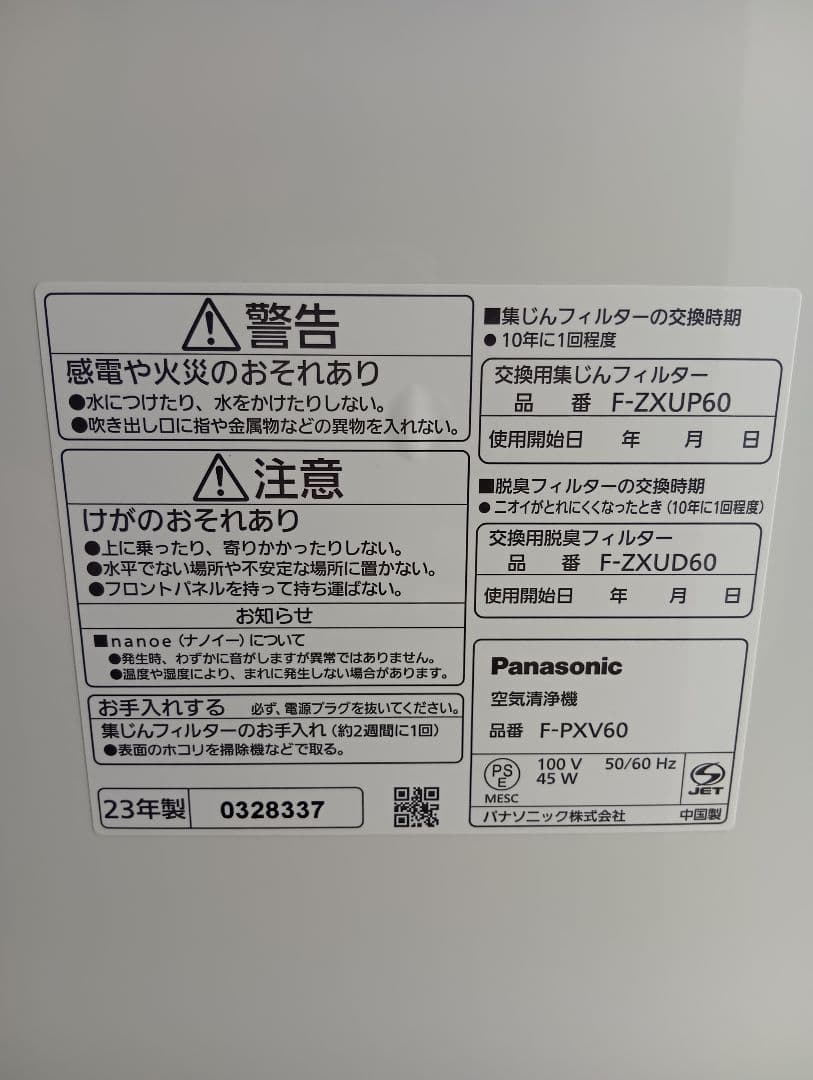 警告
感電や火災のおそれあり
●水につけたり、水をかけたりしない。
●吹き出し口に指や金属物などの異物を入れない。
注意
けがのおそれあり
●上に乗ったり、寄りかかったりしない。
●水平でない場所や不安定な場所に置かない。
●フロントパネルを持って持ち運ばない。
お知らせ
■nanoe（ナノイー）について
●発生時、わずかに音がしますが異常ではありません。
●温度や湿度により、まれに発生しない場合があります。
お手入れする 必ず、電源プラグを抜いてください。
集じんフィルターのお手入れ（約2週間に1回）
●表面のホコリを掃除機などで取る。
23年製 0328337
■集じんフィルターの交換時期
●10年に1回程度
交換用集じんフィルター
品番 F-ZXUP60
使用開始日 年 月 日
■脱臭フィルターの交換時期
●ニオイがとれにくくなったとき（10年に1回程度）
交換用脱臭フィルター
品番 F-ZXUD60
使用開始日 年 月 日
Panasonic
空気清浄機
品番 F-PXV60
PSE 100 V 50/60 Hz
45 W
MESC JET
パナソニック株式会社 中国製